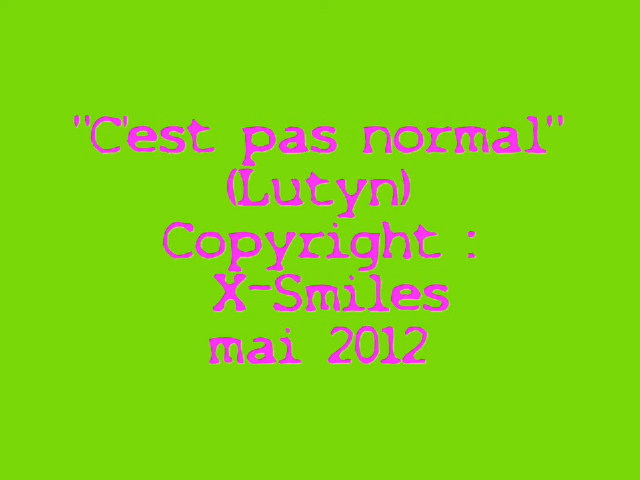 "C'est pas normal"
(Lutyn)
Copyright :
X-Smiles
mai 2012